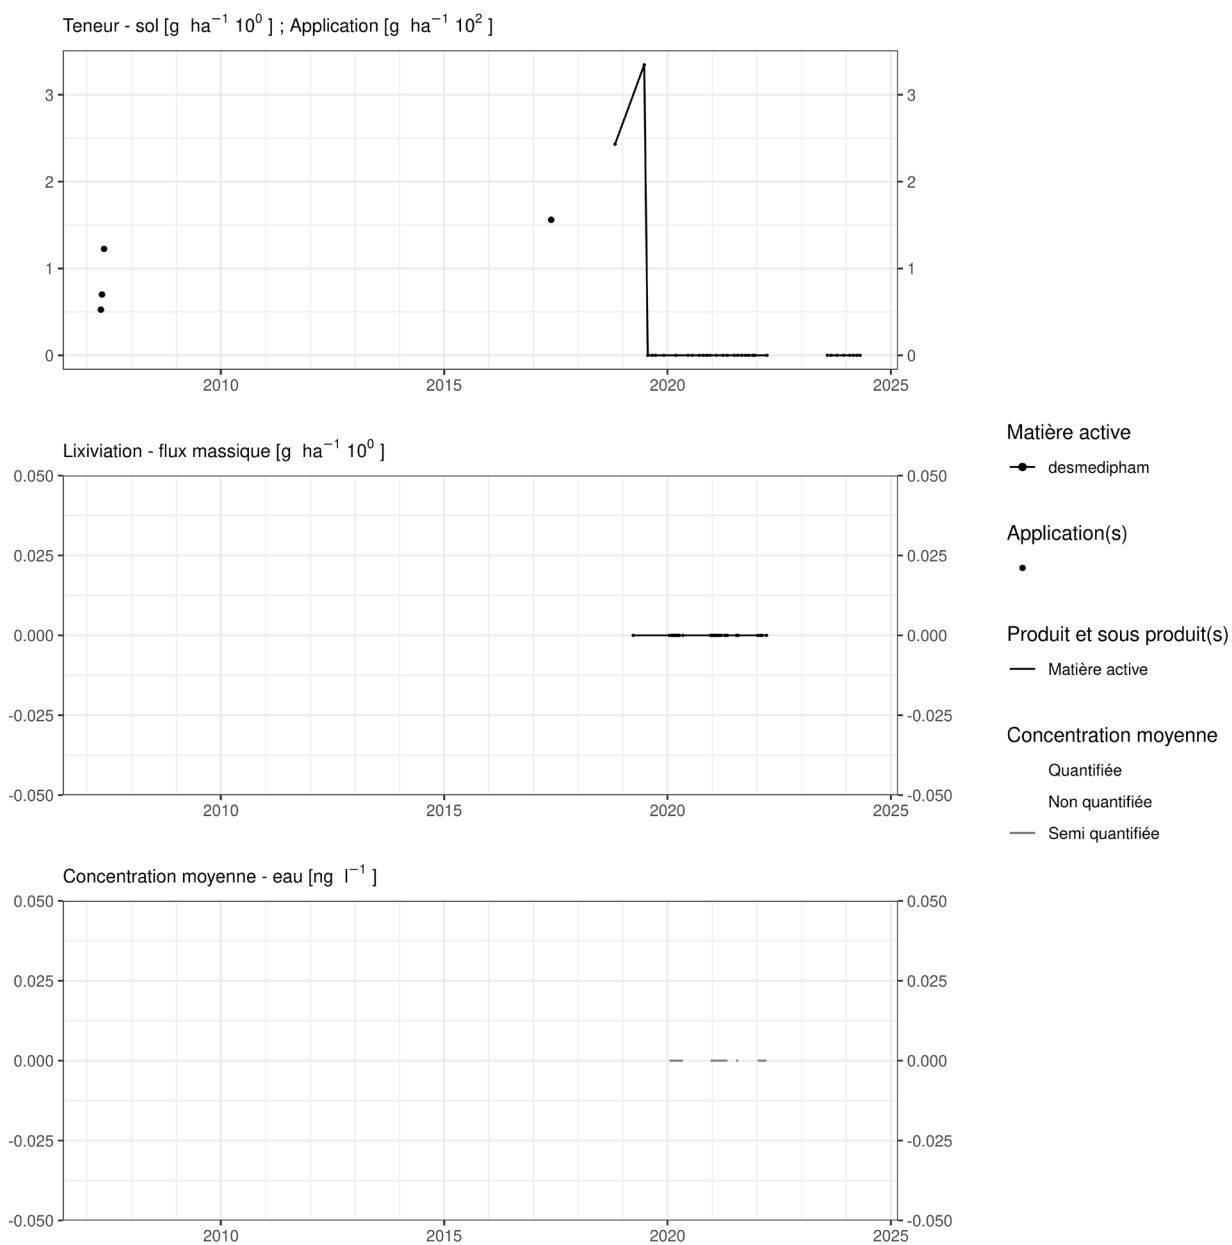 Teneur - sol [g ha⁻¹ 10⁰ ] ; Application [g ha⁻¹ 10² ]
3 3
2 2
1 1
0 0
2010 2015 2020 2025
Lixiviation - flux massique [g ha⁻¹ 10⁰ ]
0.050 0.050
0.025 0.025
0.000 0.000
-0.025 -0.025
-0.050 -0.050
2010 2015 2020 2025
Concentration moyenne - eau [ng l⁻¹ ]
0.050 0.050
0.025 0.025
0.000 0.000
-0.025 -0.025
-0.050 -0.050
2010 2015 2020 2025
Matière active
desmedipham
Application(s)
Produit et sous produit(s)
Matière active
Concentration moyenne
Quantifiée
Non quantifiée
Semi quantifiée